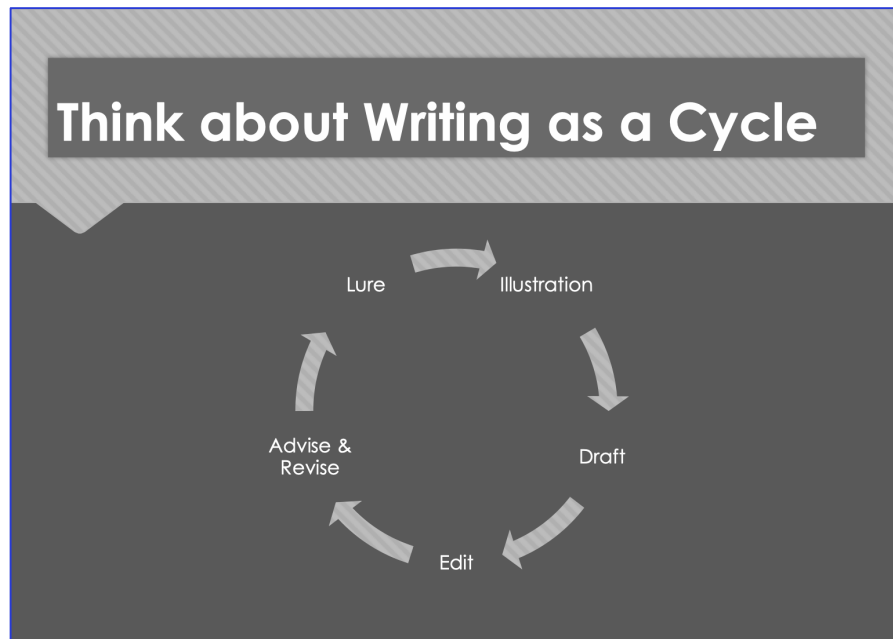 Think about Writing as a Cycle
Lure
Illustration
Draft
Edit
Advise &
Revise